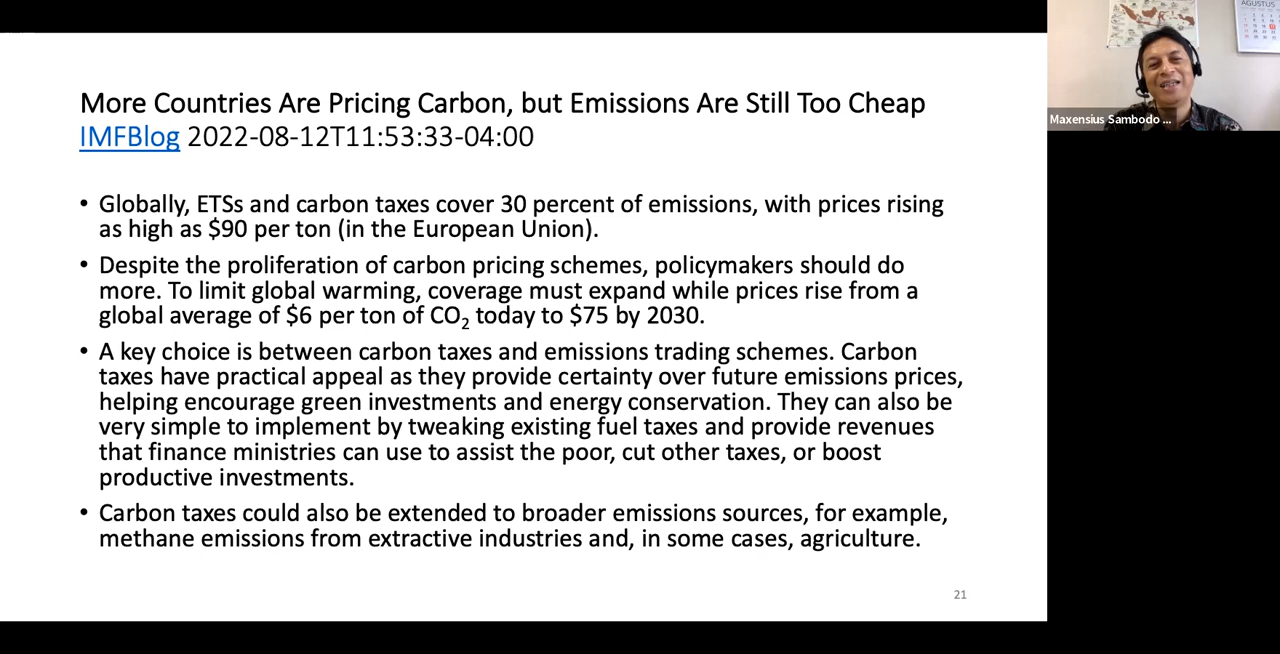 More Countries Are Pricing Carbon, but Emissions Are Still Too Cheap
IMFBlog 2022-08-12T11:53:33-04:00
• Globally, ETSs and carbon taxes cover 30 percent of emissions, with prices rising
as high as $90 per ton (in the European Union).
• Despite the proliferation of carbon pricing schemes, policymakers should do
more. To limit global warming, coverage must expand while prices rise from a
global average of $6 per ton of CO₂ today to $75 by 2030.
• A key choice is between carbon taxes and emissions trading schemes. Carbon
taxes have practical appeal as they provide certainty over future emissions prices,
helping encourage green investments and energy conservation. They can also be
very simple to implement by tweaking existing fuel taxes and provide revenues
that finance ministries can use to assist the poor, cut other taxes, or boost
productive investments.
• Carbon taxes could also be extended to broader emissions sources, for example,
methane emissions from extractive industries and, in some cases, agriculture.
21
AGUSTUS
Maxensius Sambodo ...